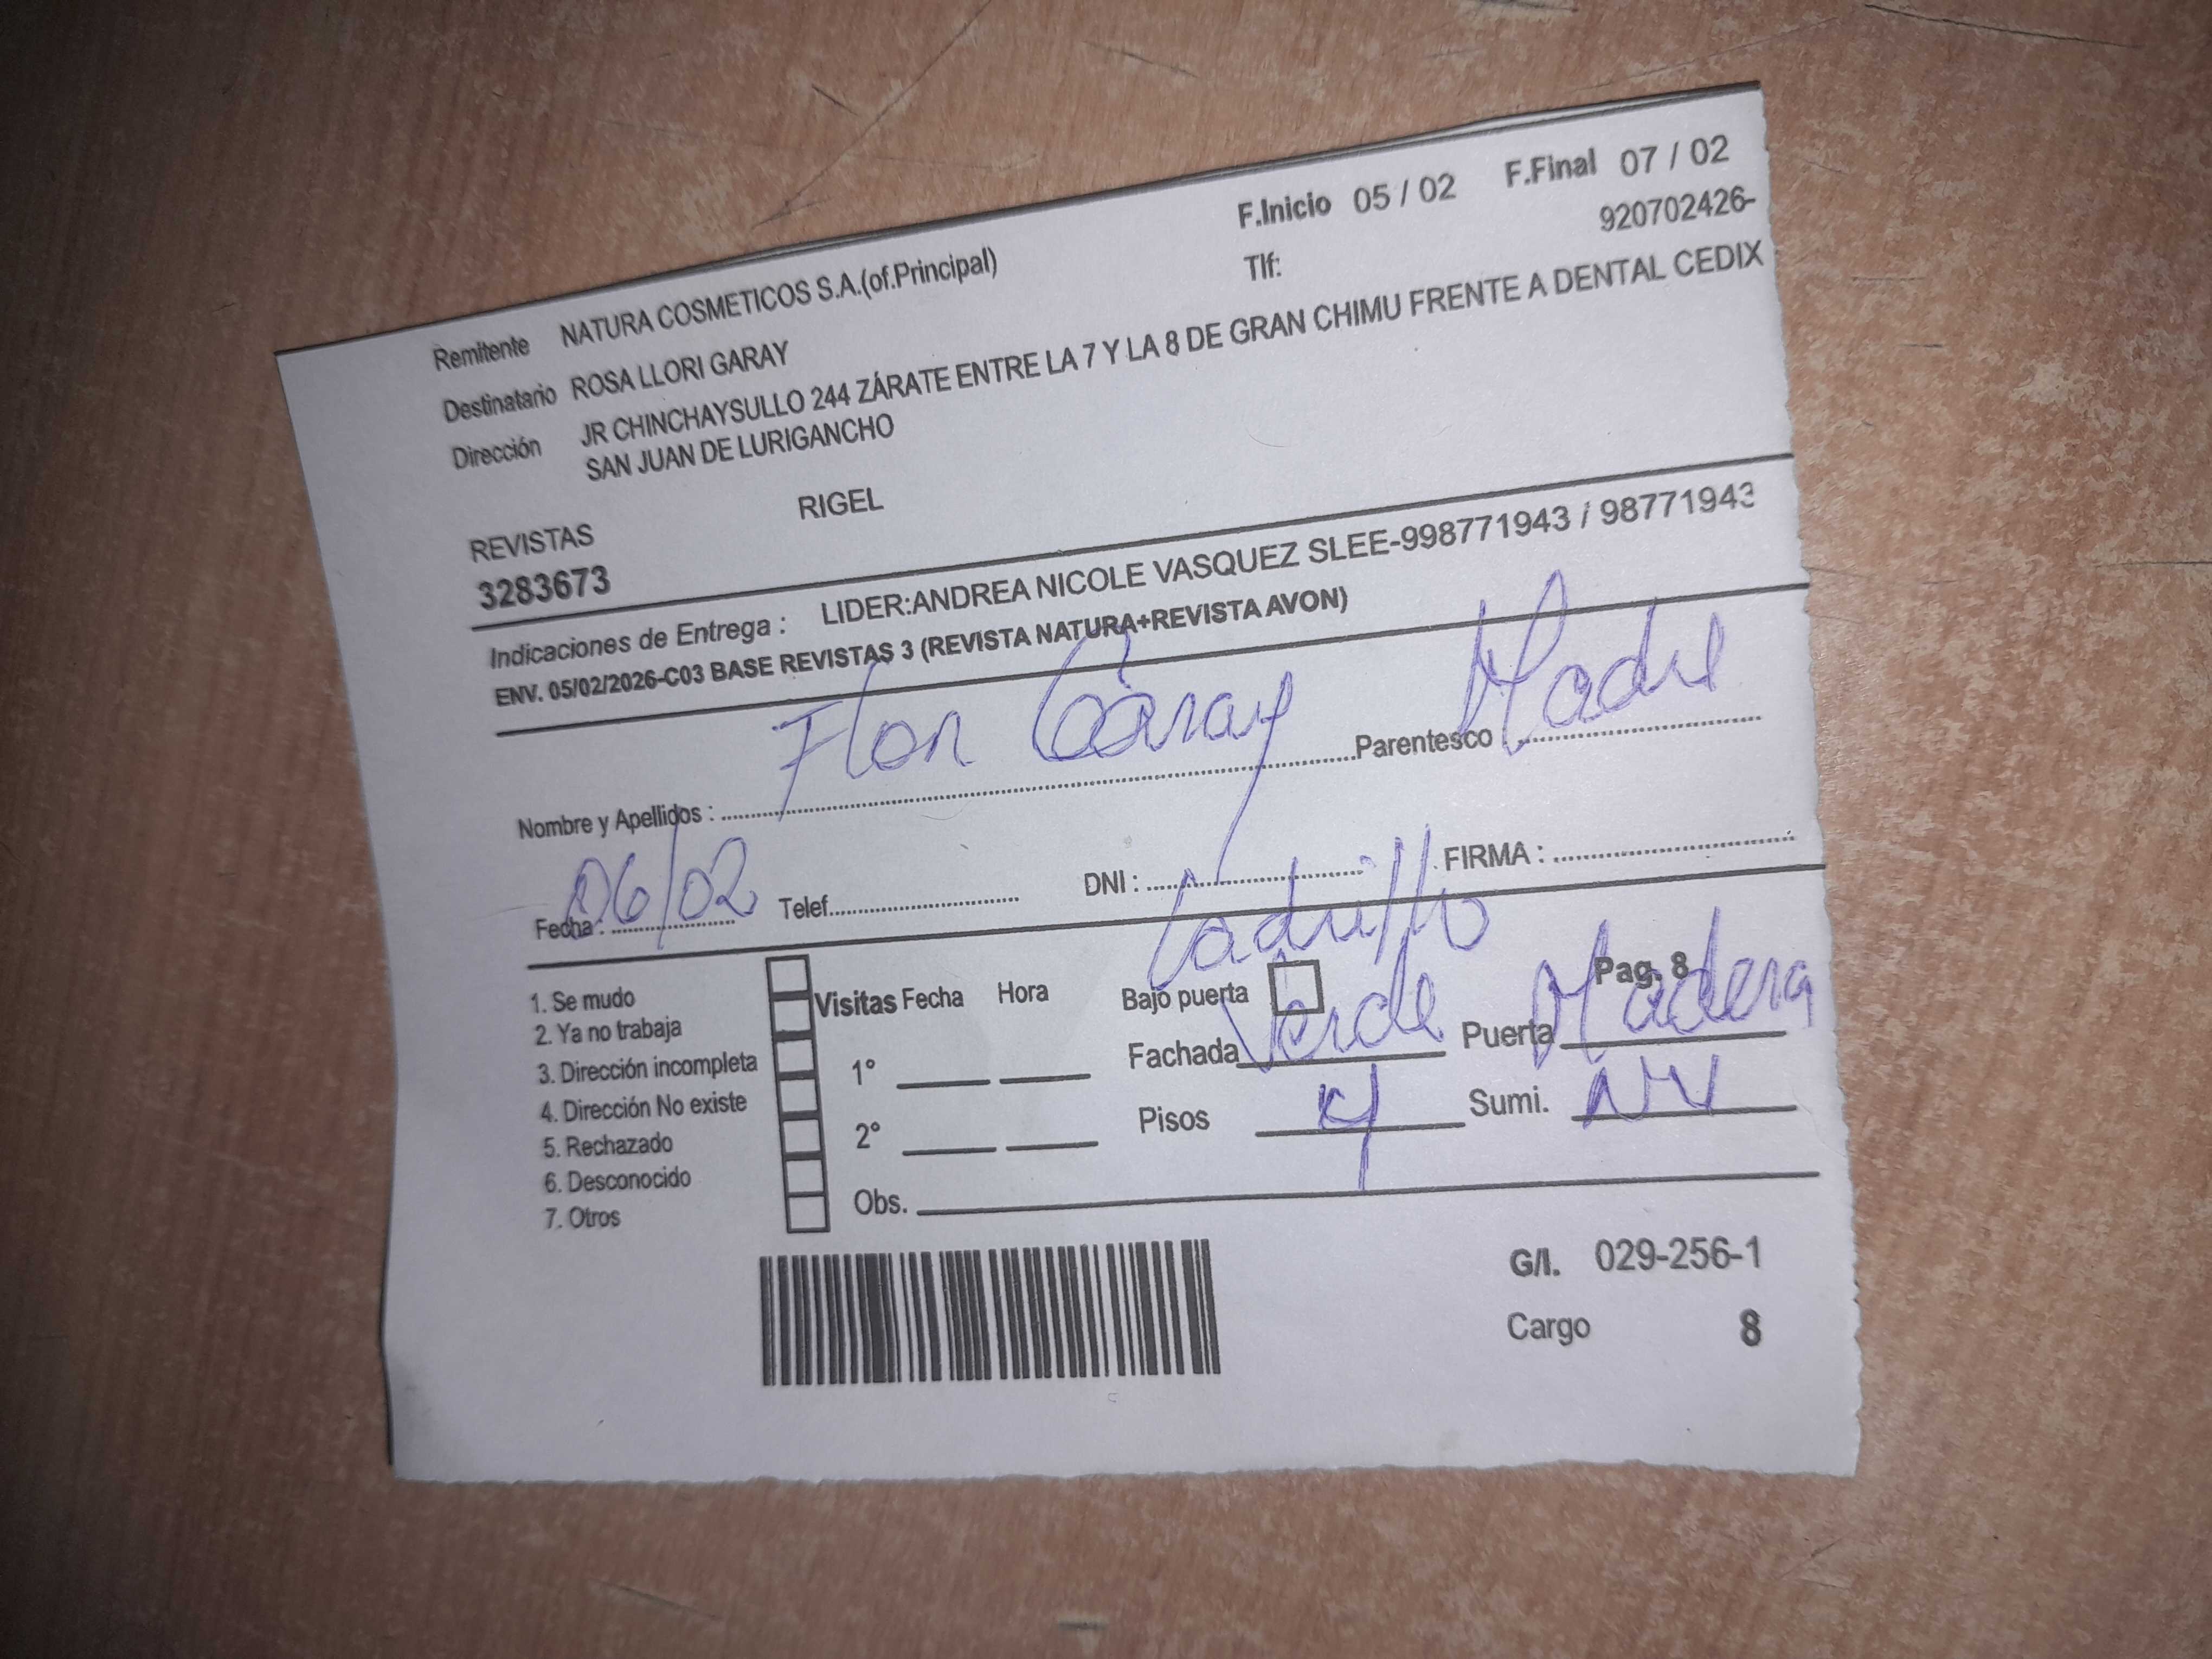 F.Inicio 05 / 02 F.Final 07 / 02
Remitente NATURA COSMETICOS S.A.(of.Principal) Tlf: 920702426-
Destinatario ROSA LLORI GARAY
Dirección JR CHINCHAYSULLO 244 ZÁRATE ENTRE LA 7 Y LA 8 DE GRAN CHIMU FRENTE A DENTAL CEDIX
SAN JUAN DE LURIGANCHO
REVISTAS RIGEL
3283673
Indicaciones de Entrega : LIDER:ANDREA NICOLE VASQUEZ SLEE-998771943 / 98771943
ENV. 05/02/2026-C03 BASE REVISTAS 3 (REVISTA NATURA+REVISTA AVON)
Nombre y Apellidos : Flor Garay Parentesco Madre
Fecha : 06/02 Telef. DNI : FIRMA :
Ladrillo
1. Se mudo Visitas Fecha Hora Bajo puerta Pag. 8
2. Ya no trabaja
3. Dirección incompleta 1° Fachada Verde Puerta Madera
4. Dirección No existe
5. Rechazado 2° Pisos 4 Sumi. NV
6. Desconocido
7. Otros Obs.
G/I. 029-256-1
Cargo 8